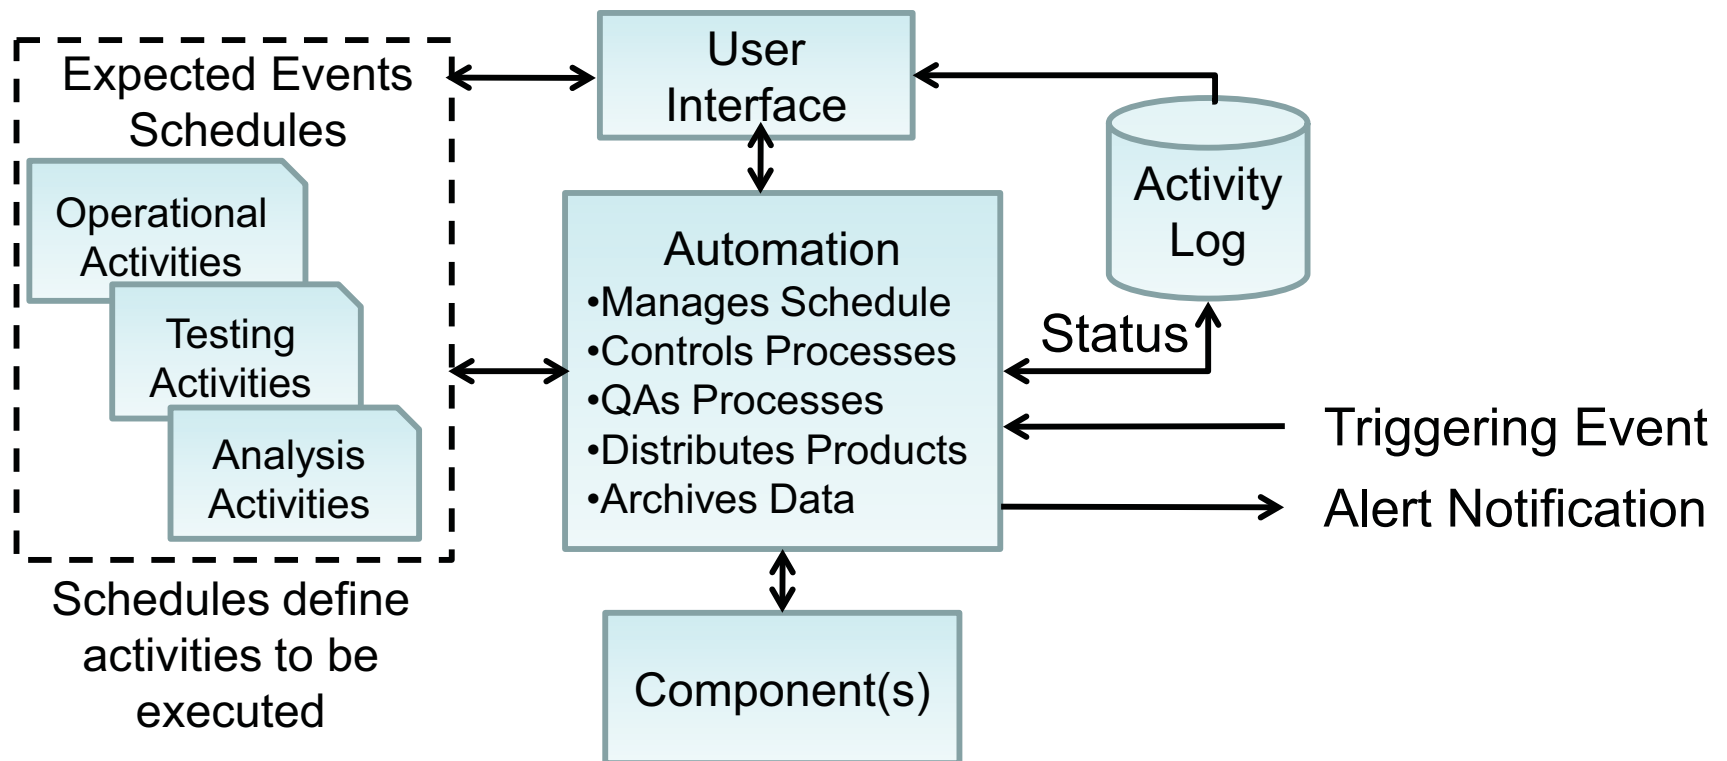 Expected Events
Schedules
Operational
Activities
Testing
Activities
Analysis
Activities
Schedules define
activities to be
executed
User
Interface
Automation
•Manages Schedule
•Controls Processes
•QAs Processes
•Distributes Products
•Archives Data
Component(s)
Activity
Log
Status
Triggering Event
Alert Notification